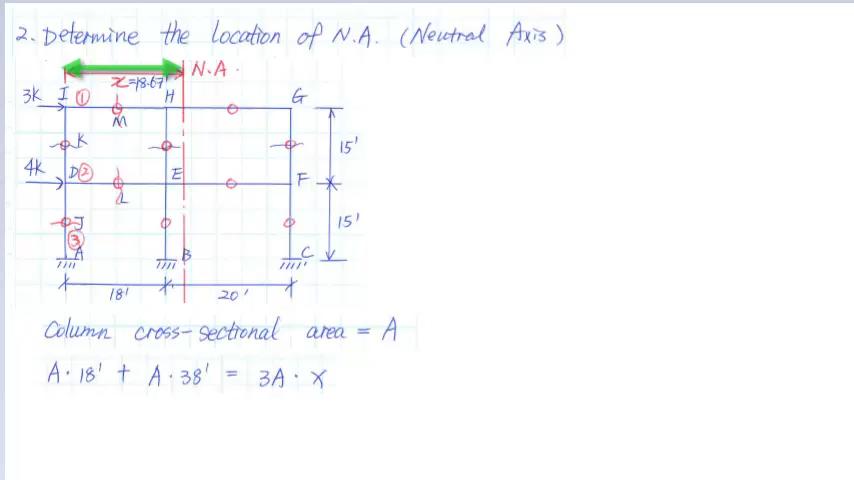 2. Determine the location of N.A. (Neutral Axis)
N.A.
x=18.67'
3K I ① H G
M
K 15'
4K D ② E F
L
J 15'
③
A B C
18' 20'
Column cross-sectional area = A
A · 18' + A · 38' = 3A · x